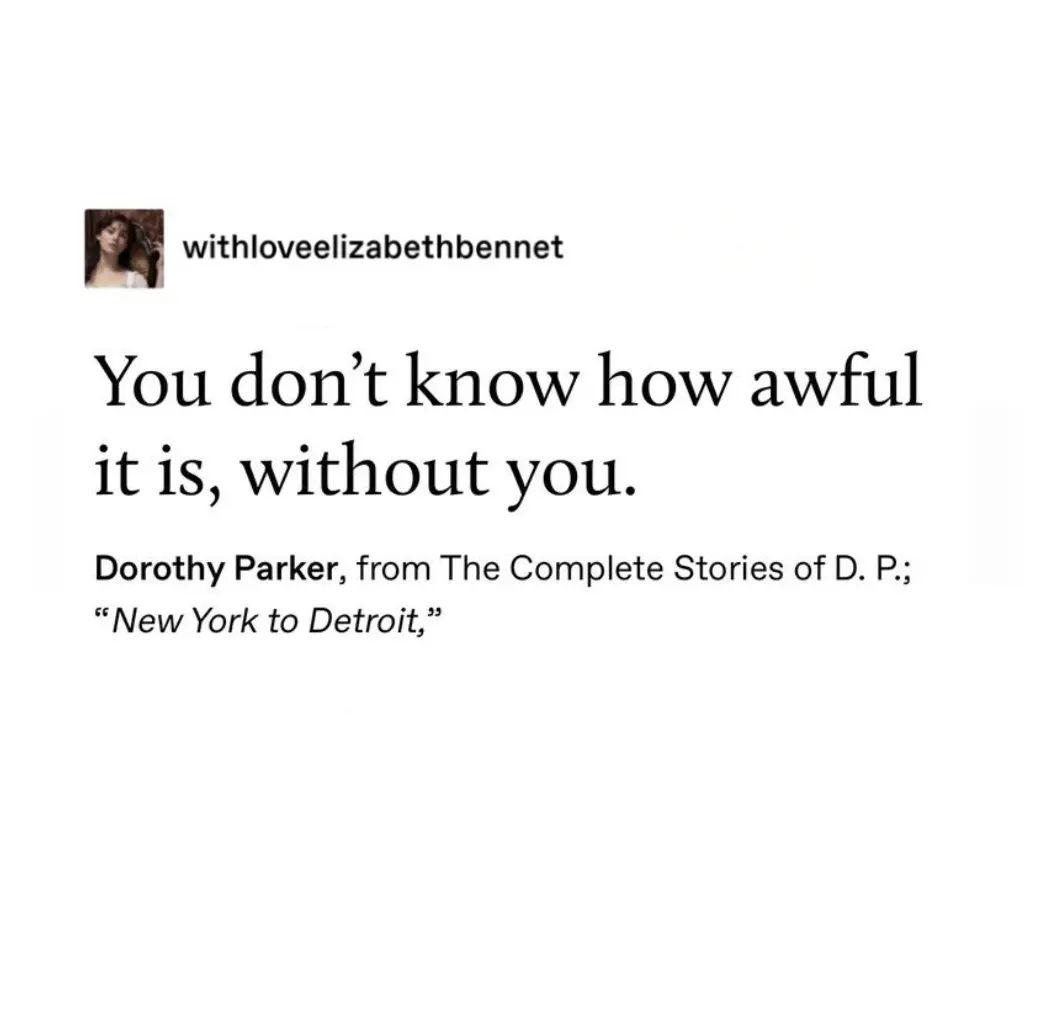 withloveelizabethbennet
You don’t know how awful
it is, without you.
Dorothy Parker, from The Complete Stories of D. P.;
“New York to Detroit,”